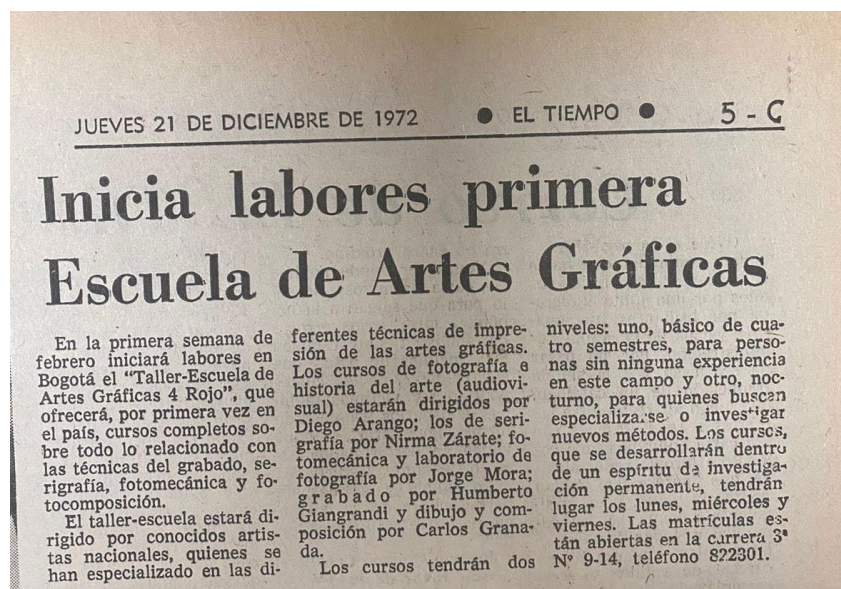 JUEVES 21 DE DICIEMBRE DE 1972 ● EL TIEMPO ● 5 - C
Inicia labores primera
Escuela de Artes Gráficas
En la primera semana de
febrero iniciará labores en
Bogotá el “Taller-Escuela de
Artes Gráficas 4 Rojo”, que
ofrecerá, por primera vez en
el país, cursos completos so-
bre todo lo relacionado con
las técnicas del grabado, se-
rigrafía, fotomecánica y fo-
tocomposición.
El taller-escuela estará di-
rigido por conocidos artis-
tas nacionales, quienes se
han especializado en las di-
ferentes técnicas de impre-
sión de las artes gráficas.
Los cursos de fotografía e
historia del arte (audiovi-
sual) estarán dirigidos por
Diego Arango; los de seri-
grafía por Nirma Zárate; fo-
tomecánica y laboratorio de
fotografía por Jorge Mora;
grabado por Humberto
Giangrandi y dibujo y com-
posición por Carlos Grana-
da.
Los cursos tendrán dos
niveles: uno, básico de cua-
tro semestres, para perso-
nas sin ninguna experiencia
en este campo y otro, noc-
turno, para quienes buscan
especializarse o investigar
nuevos métodos. Los cursos,
que se desarrollarán dentro
de un espíritu de investiga-
ción permanente, tendrán
lugar los lunes, miércoles y
viernes. Las matrículas es-
tán abiertas en la carrera 3ª
Nº 9-14, teléfono 822301.